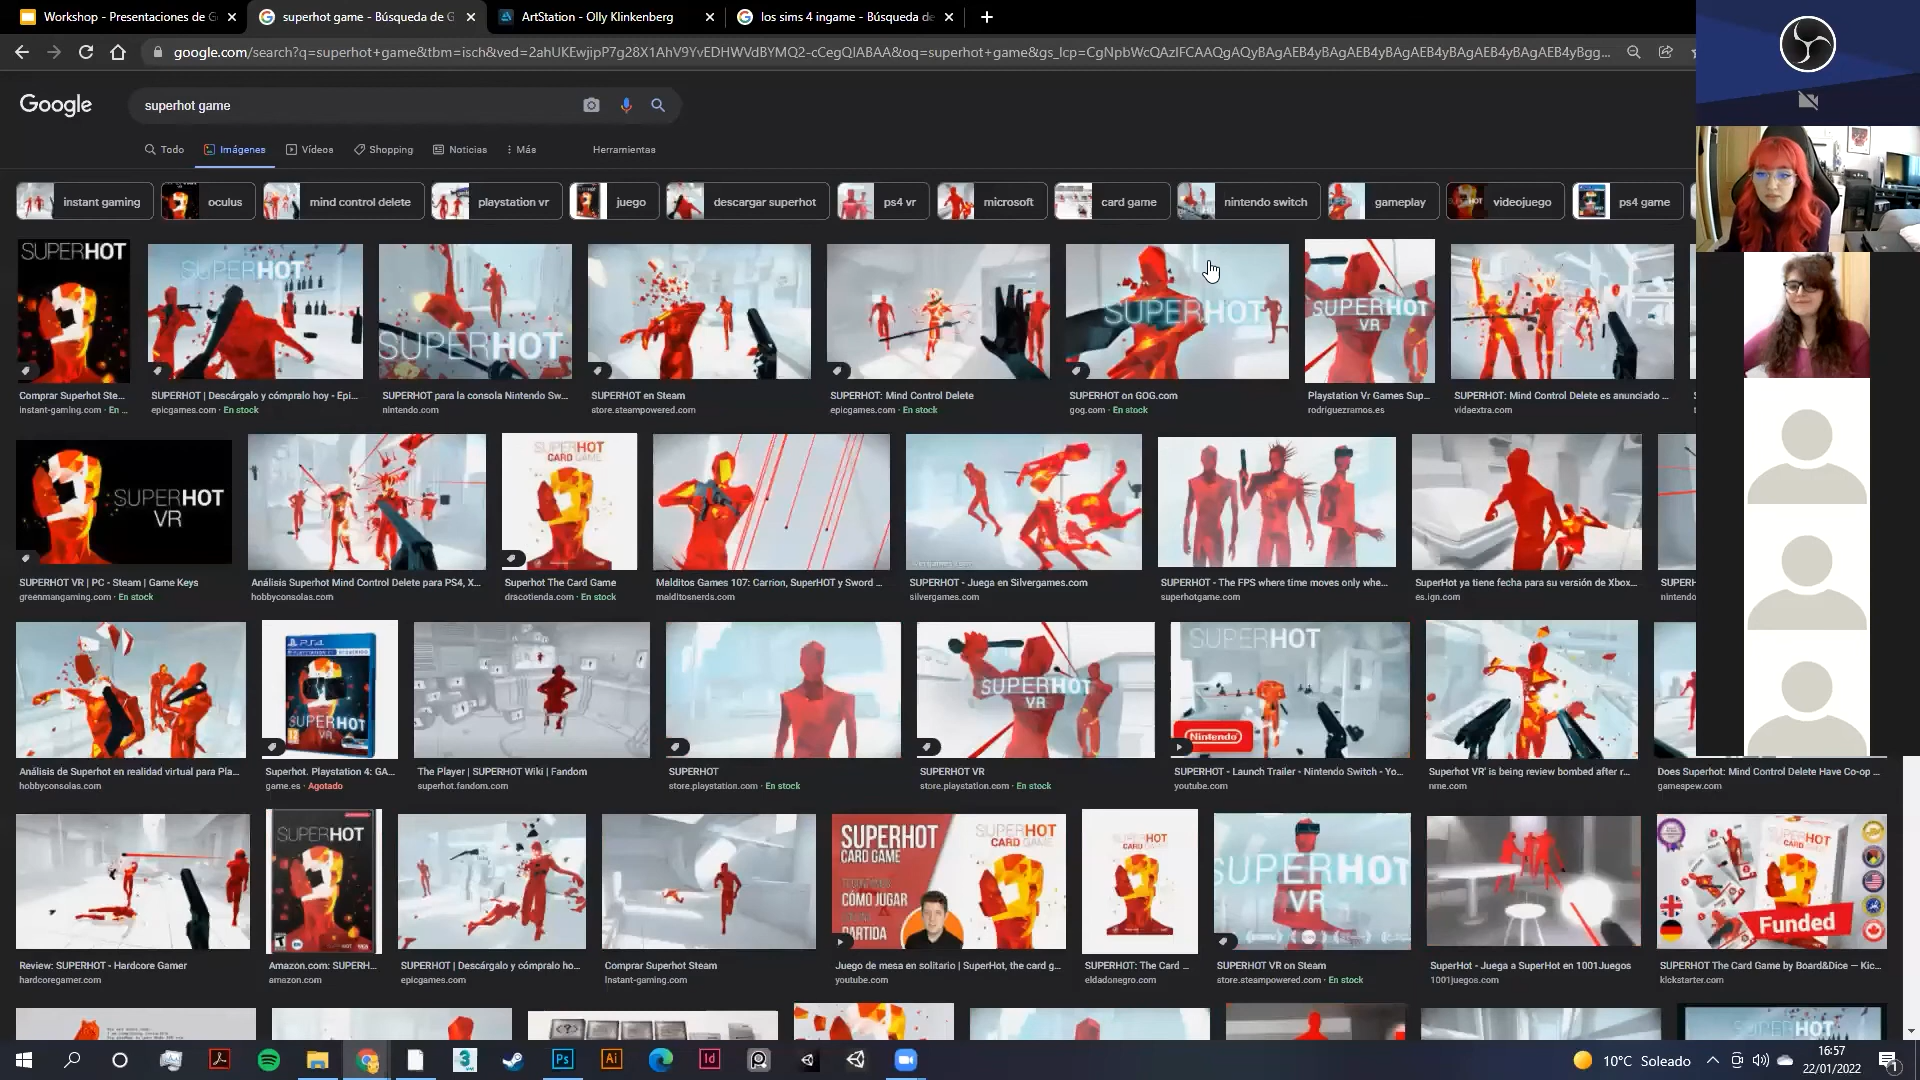 Workshop - Presentaciones de G
superhot game - Búsqueda de G
ArtStation - Olly Klinkenberg
los sims 4 ingame - Búsqueda de
google.com/search?q=superhot+game&tbm=isch&ved=2ahUKEwjipP7g28X1AhV9YvEDHWVdBYMQ2-cCegQIABAA&oq=superhot+game&gs_lcp=CgNpbWcQAzIFCAAQgAQyBAgAEB4yBAgAEB4yBAgAEB4yBAgAEB4yBAgAEB4yBAgAEB4yBAgAEB4yBgg...
Google
superhot game
Todo
Imágenes
Vídeos
Shopping
Noticias
Más
Herramientas
instant gaming
oculus
mind control delete
playstation vr
juego
descargar superhot
ps4 vr
microsoft
card game
nintendo switch
gameplay
videojuego
ps4 game
SUPERHOT
SUPERHOT
SUPERHOT
SUPERHOT
SUPERHOT
VR
Comprar Superhot Ste...
SUPERHOT | Descárgalo y cómpralo hoy - Epi...
SUPERHOT para la consola Nintendo Sw...
SUPERHOT en Steam
SUPERHOT: Mind Control Delete
SUPERHOT on GOG.com
Playstation Vr Games Sup...
SUPERHOT: Mind Control Delete es anunciado ...
instant-gaming.com · En ...
epicgames.com · En stock
nintendo.com
store.steampowered.com
epicgames.com · En stock
gog.com · En stock
rodriguezramos.es
vidaextra.com
SUPERHOT
VR
SUPERHOT
CARD GAME
SUPERHOT VR | PC - Steam | Game Keys
Análisis Superhot Mind Control Delete para PS4, X...
Superhot The Card Game
Malditos Games 107: Carrion, SuperHOT y Sword ...
SUPERHOT - Juega en Silvergames.com
SUPERHOT - The FPS where time moves only whe...
SuperHot ya tiene fecha para su versión de Xbox...
SUPERH
greenmangaming.com · En stock
hobbyconsolas.com
dracotienda.com · En stock
malditosnerds.com
silvergames.com
superhotgame.com
es.ign.com
nintendo
PS4
SUPERHOT
VR
SUPERHOT
VR
SUPERHOT
Nintendo
Análisis de Superhot en realidad virtual para Pla...
Superhot. Playstation 4: GA...
The Player | SUPERHOT Wiki | Fandom
SUPERHOT
SUPERHOT VR
SUPERHOT - Launch Trailer - Nintendo Switch - Yo...
Superhot VR' is being review bombed after r...
Does Superhot: Mind Control Delete Have Co-op ...
hobbyconsolas.com
game.es · Agotado
superhot.fandom.com
store.playstation.com · En stock
store.playstation.com · En stock
youtube.com
nme.com
gamespew.com
SUPERHOT
SUPERHOT
CARD GAME
SUPERHOT
CARD GAME
CÓMO JUGAR
PARTIDA
SUPERHOT
CARD GAME
SUPERHOT
VR
SUPERHOT
CARD GAME
Funded
Review: SUPERHOT - Hardcore Gamer
Amazon.com: SUPERH...
SUPERHOT | Descárgalo y cómpralo ho...
Comprar Superhot Steam
Juego de mesa en solitario | SuperHot, the card g...
SUPERHOT: The Card ...
SUPERHOT VR on Steam
SuperHot - Juega a SuperHot en 1001Juegos
SUPERHOT The Card Game by Board&Dice — Kic...
hardcoregamer.com
amazon.com
epicgames.com
instant-gaming.com
youtube.com
eldadonegro.com
store.steampowered.com · En stock
1001juegos.com
kickstarter.com
SUPERHOT
10°C Soleado
16:57
22/01/2022